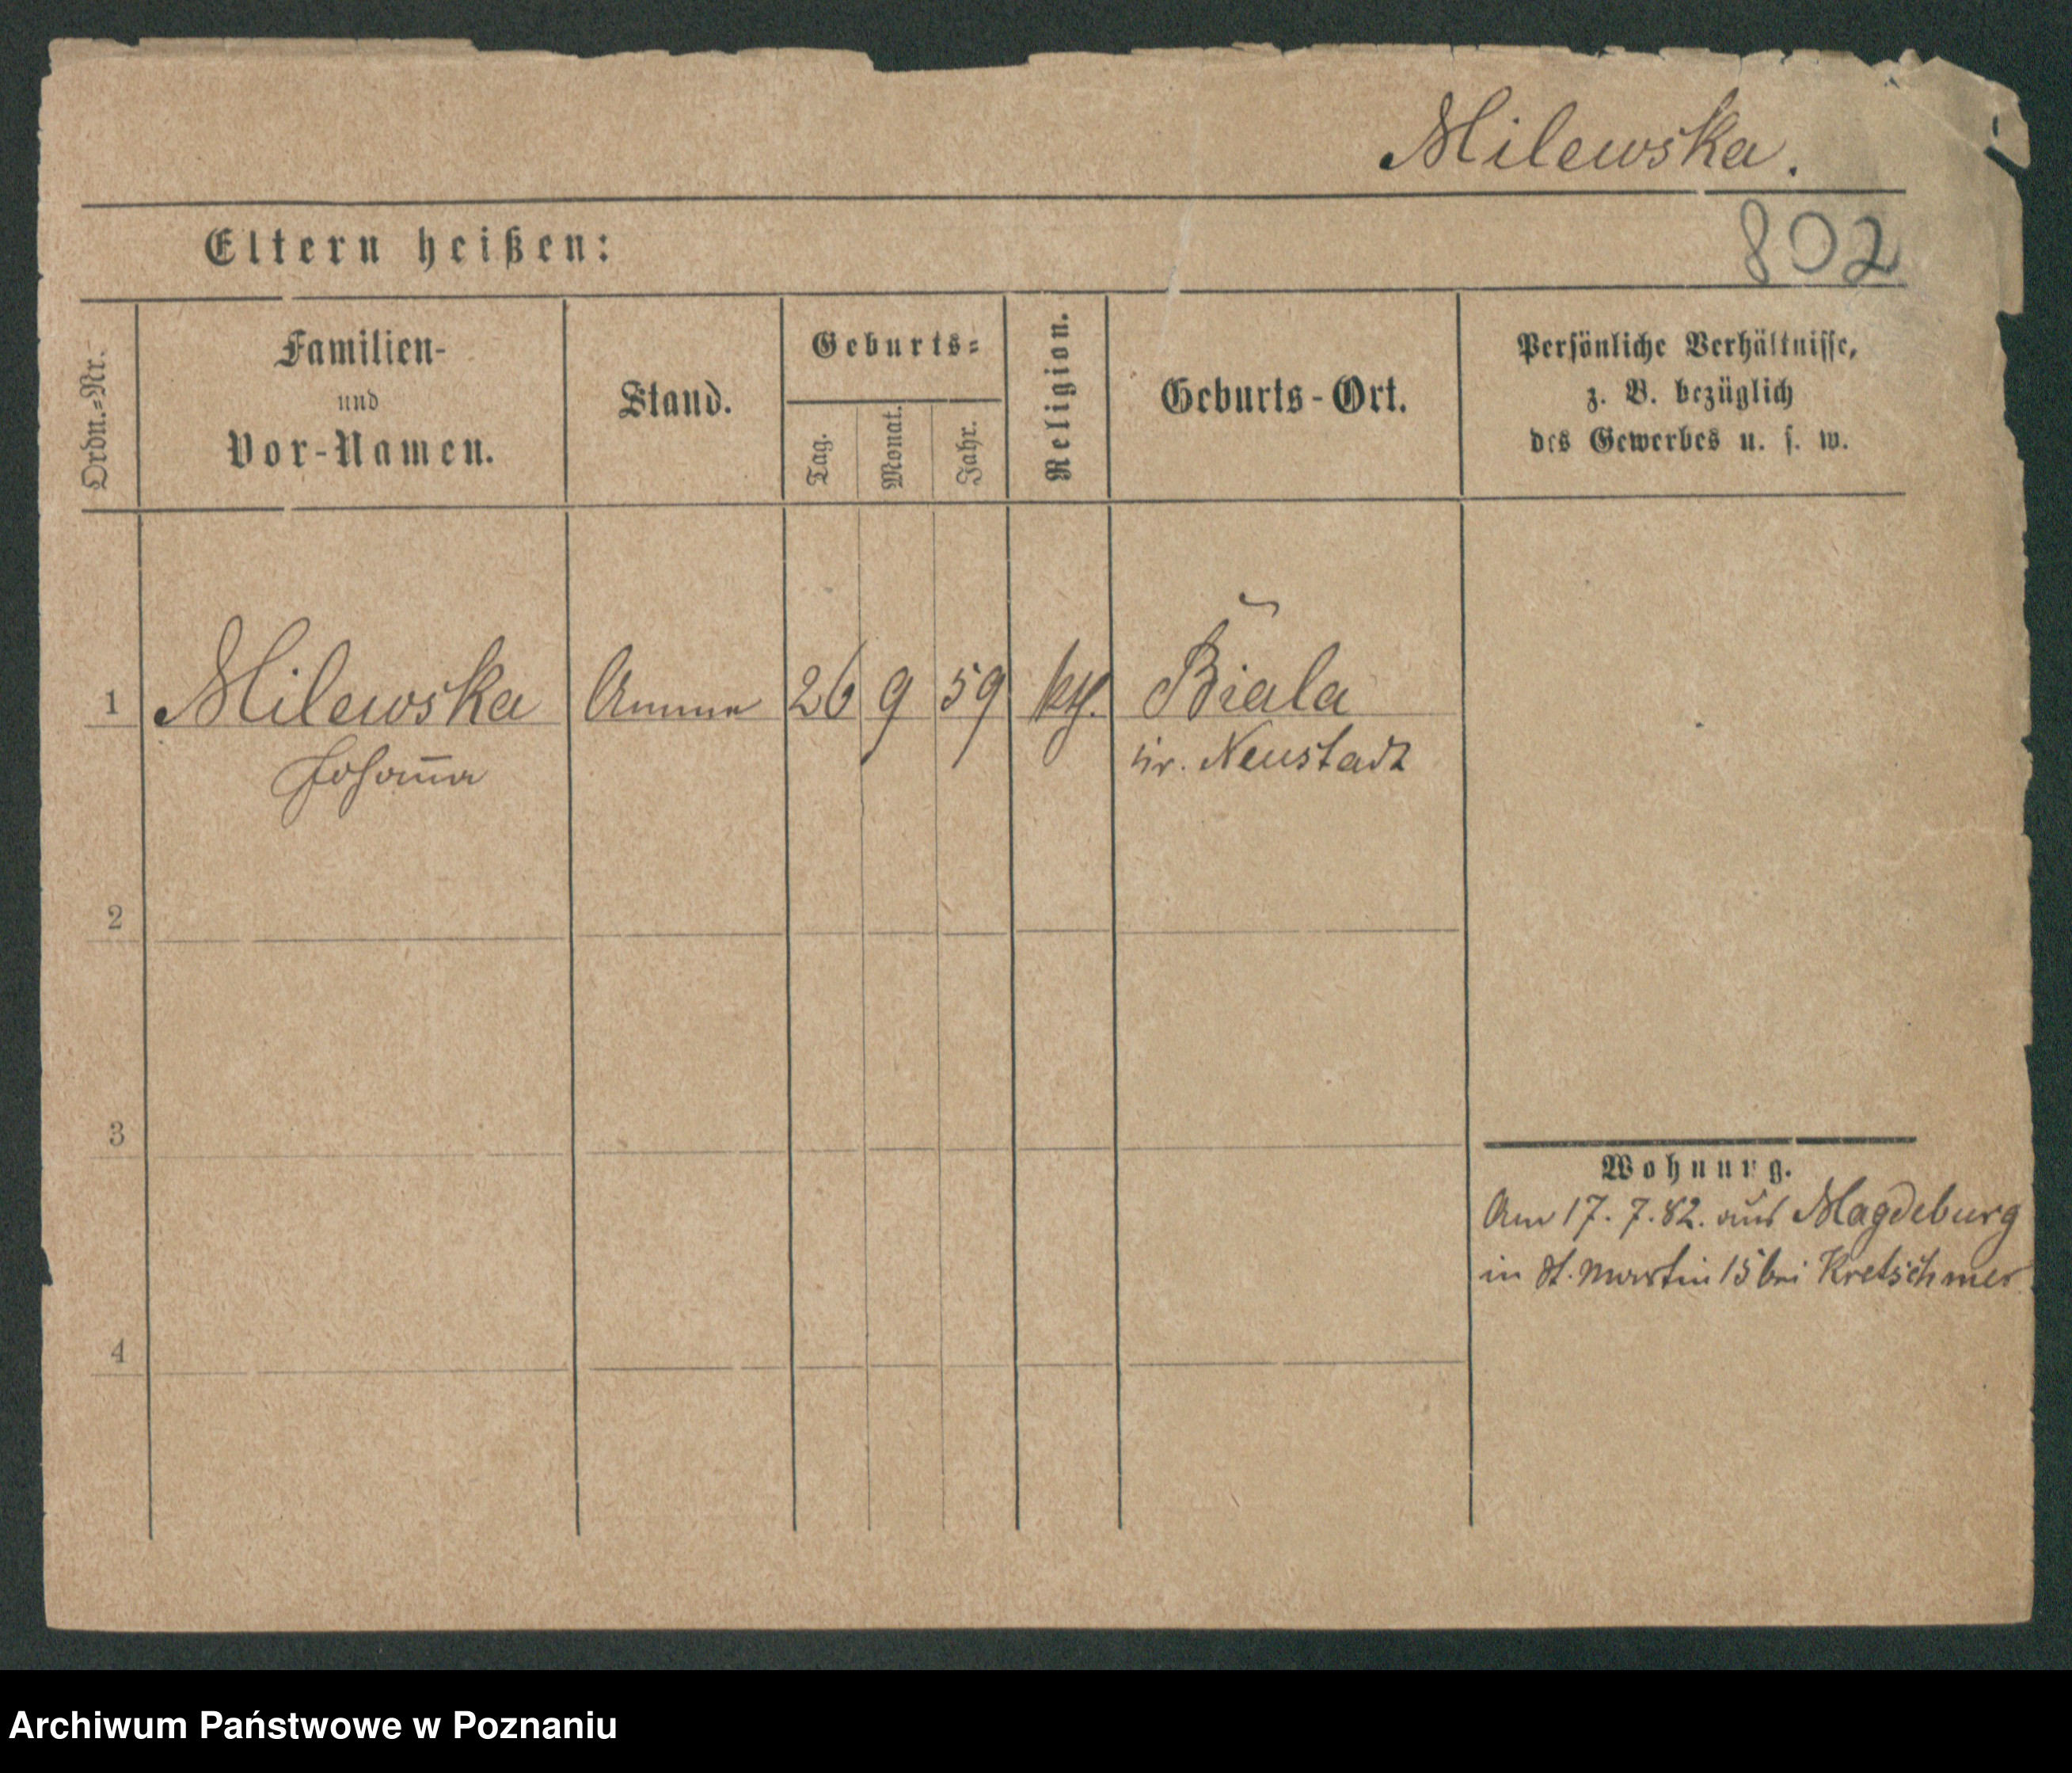 Milewska.
802
Eltern heißen:
Ordn.=Nr.
Familien-
und
Vor-Namen.
Stand.
Geburts=
Tag.
Monat.
Jahr.
Religion.
Geburts-Ort.
Persönliche Verhältnisse,
z. B. bezüglich
des Gewerbes u. s. w.
1 Milewska Amme 26 9 59 kth. Biala
Johanna Kr. Neustadt
2
3
Wohnung.
Am 17. 7. 82. aus Magdeburg
in St. Martin 15 bei Kretschmer
4
Archiwum Państwowe w Poznaniu